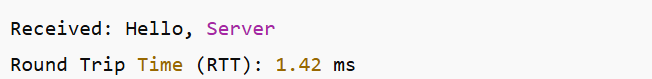 Received: Hello, Server
Round Trip Time (RTT): 1.42 ms